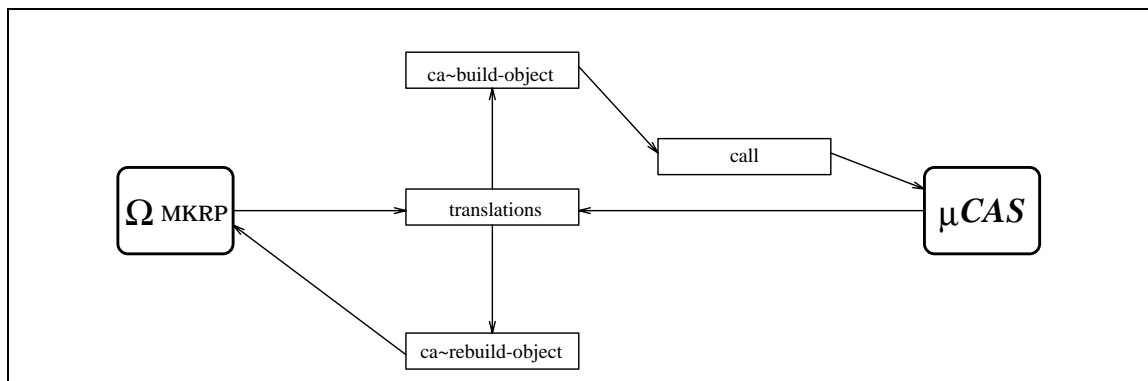 ca~build-object
call
Ω MKRP
translations
μCAS
ca~rebuild-object